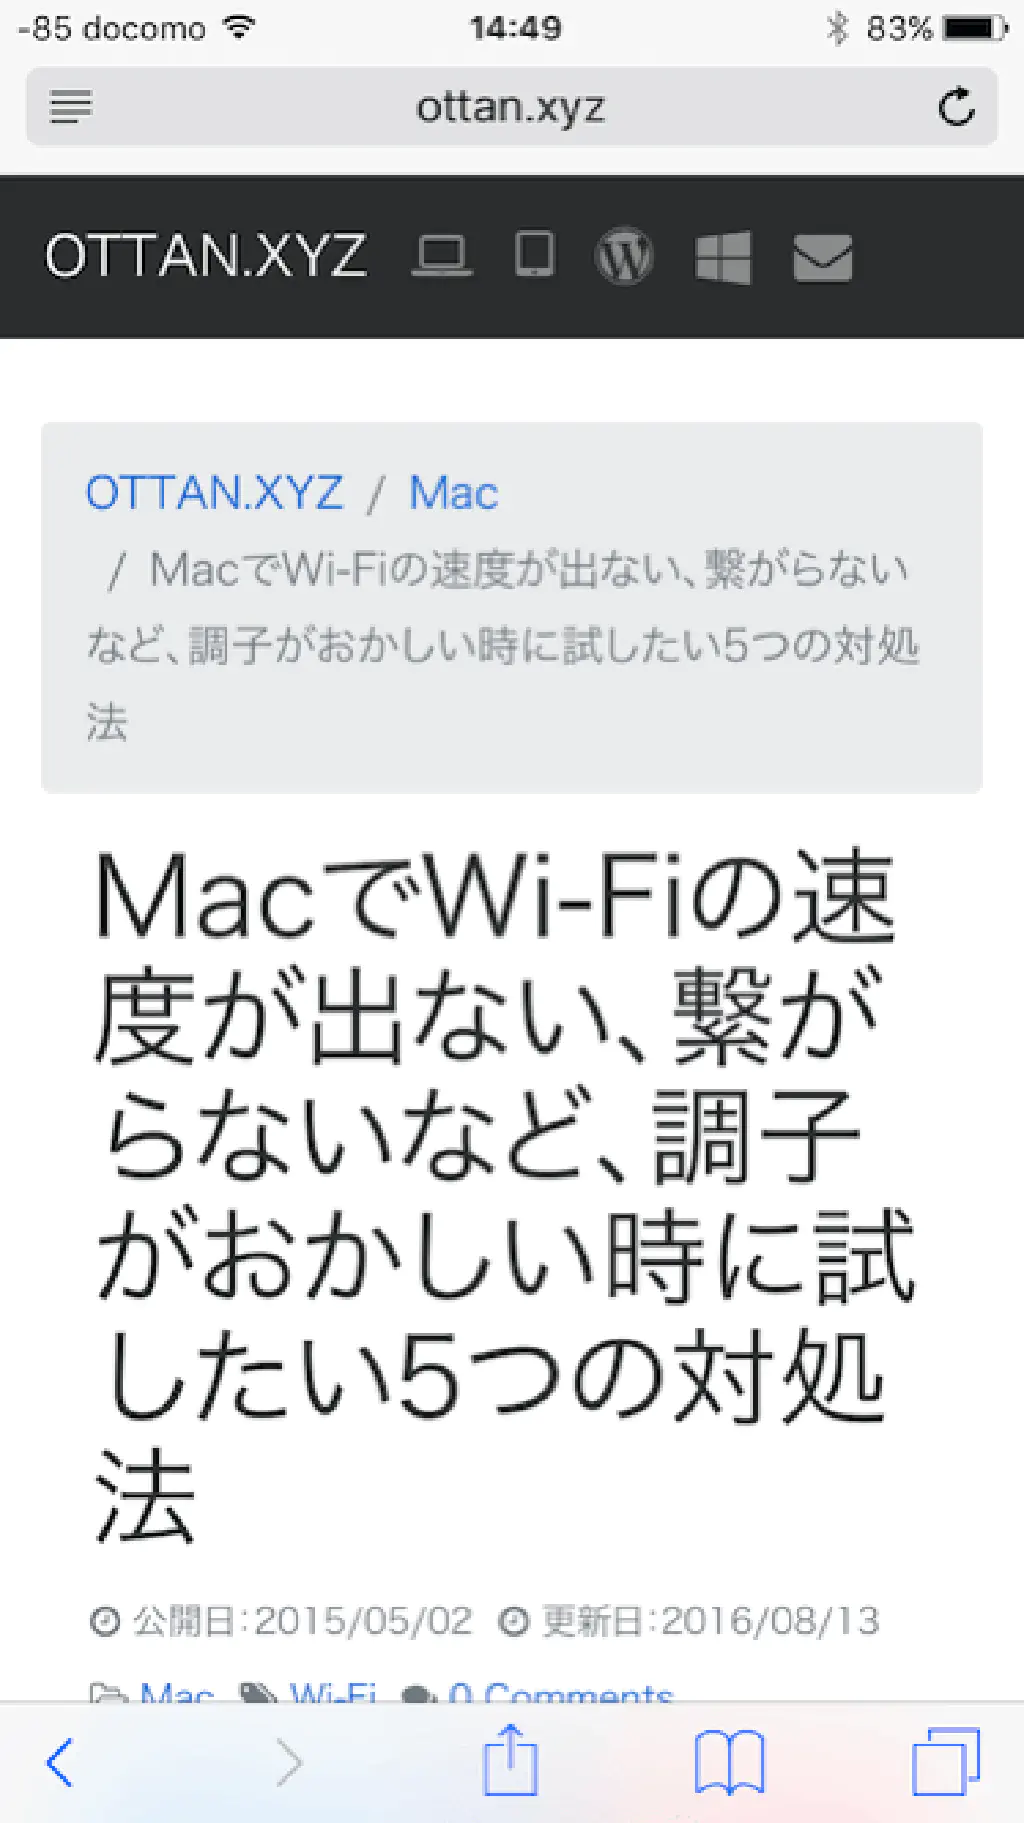 -85 docomo 14:49 83%
ottan.xyz
OTTAN.XYZ
OTTAN.XYZ / Mac
/ MacでWi-Fiの速度が出ない、繋がらない
など、調子がおかしい時に試したい5つの対処
法
MacでWi-Fiの速
度が出ない、繋が
らないなど、調子
がおかしい時に試
したい5つの対処
法
公開日:2015/05/02 更新日:2016/08/13
Mac Wi-Fi 0 Comments